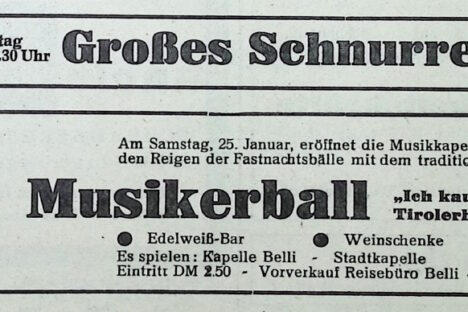 tag
.30 Uhr Großes Schnurre
Am Samstag, 25. Januar, eröffnet die Musikkape
den Reigen der Fastnachtsbälle mit dem traditio
Musikerball
„Ich kau
Tirolerh
● Edelweiß-Bar ● Weinschenke
Es spielen: Kapelle Belli - Stadtkapelle
Eintritt DM 2.50 - Vorverkauf Reisebüro Belli -